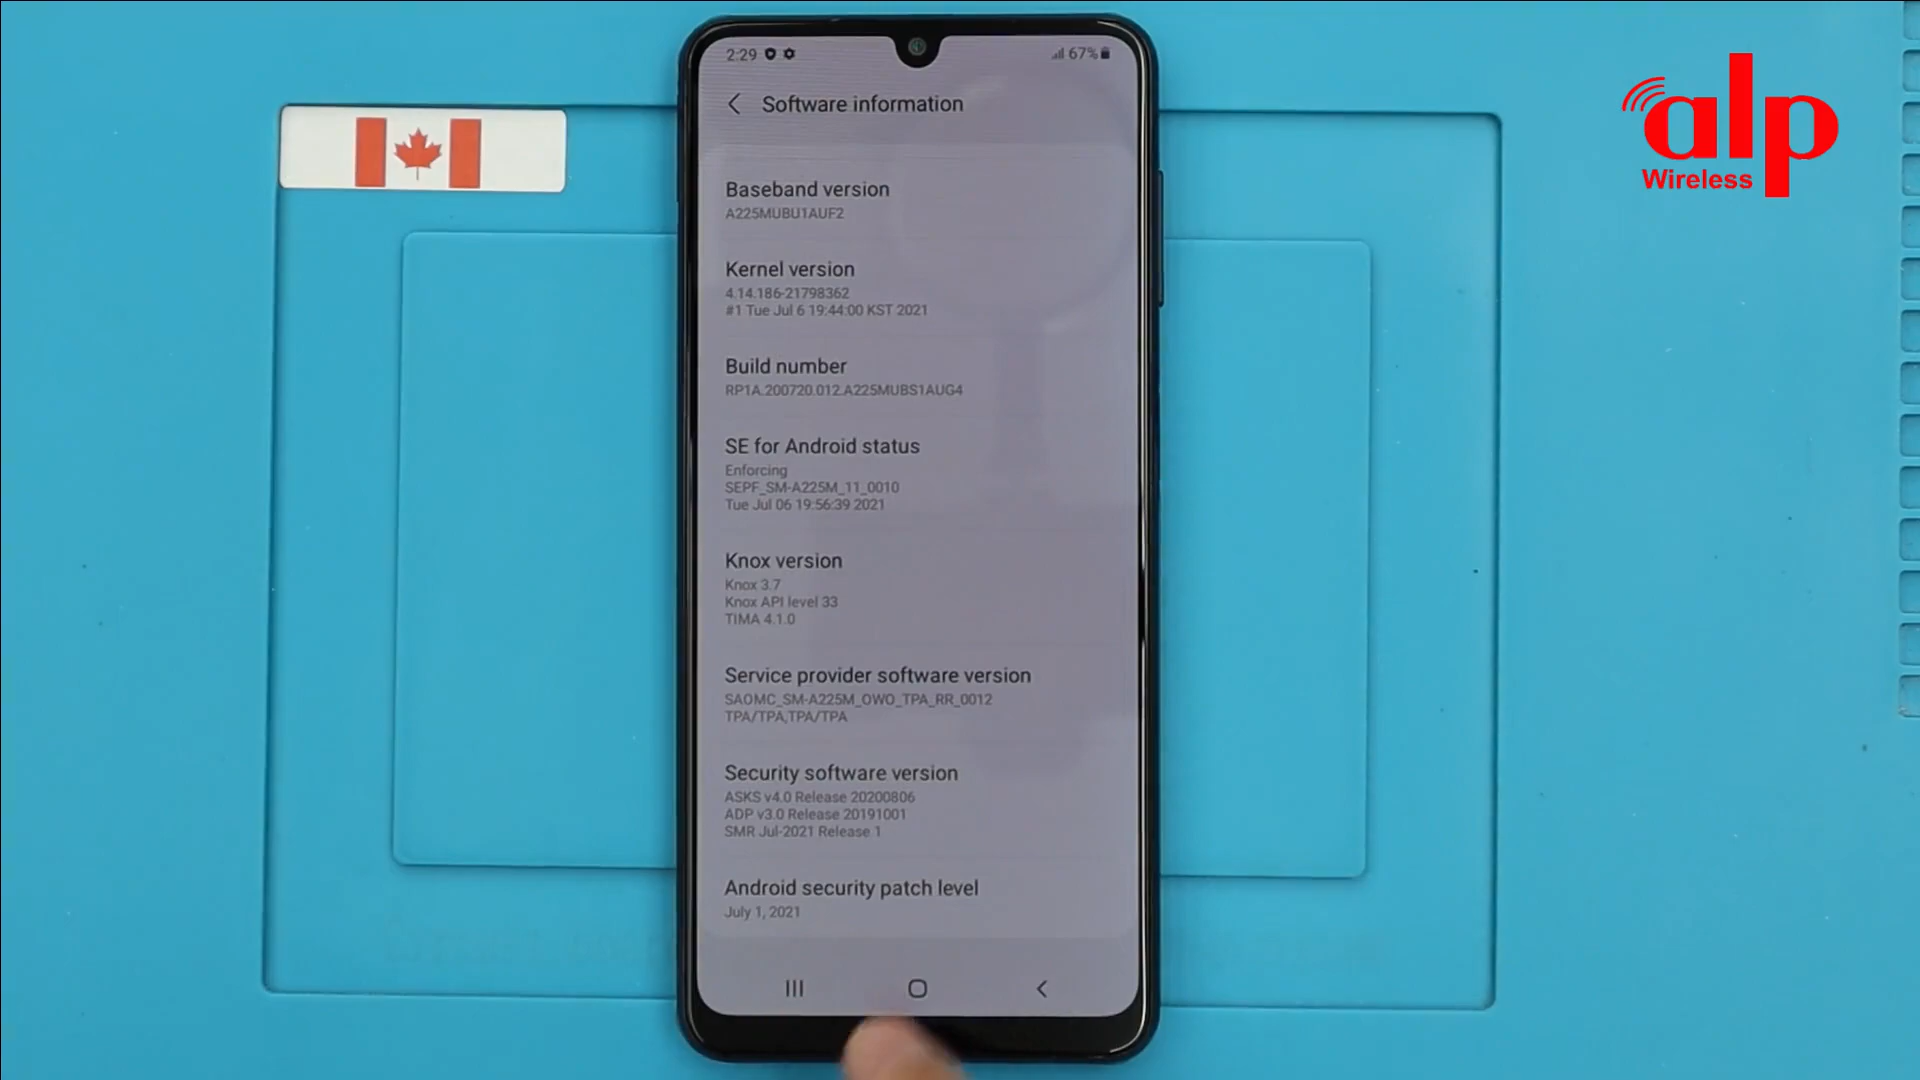 2:29
67%
Software information
Baseband version
A225MUBU1AUF2
Kernel version
4.14.186-21798362
#1 Tue Jul 6 19:44:00 KST 2021
Build number
RP1A.200720.012.A225MUBS1AUG4
SE for Android status
Enforcing
SEPF_SM-A225M_11_0010
Tue Jul 06 19:56:39 2021
Knox version
Knox 3.7
Knox API level 33
TIMA 4.1.0
Service provider software version
SAOMC_SM-A225M_OWO_TPA_RR_0012
TPA/TPA,TPA/TPA
Security software version
ASKS v4.0 Release 20200806
ADP v3.0 Release 20191001
SMR Jul-2021 Release 1
Android security patch level
July 1, 2021
alp
Wireless